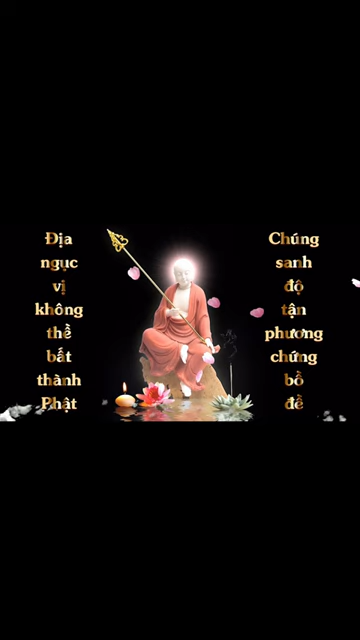 Địa
ngục
vị
không
thề
bất
thành
Phật
Chúng
sanh
độ
tận
phương
chứng
bồ
đề